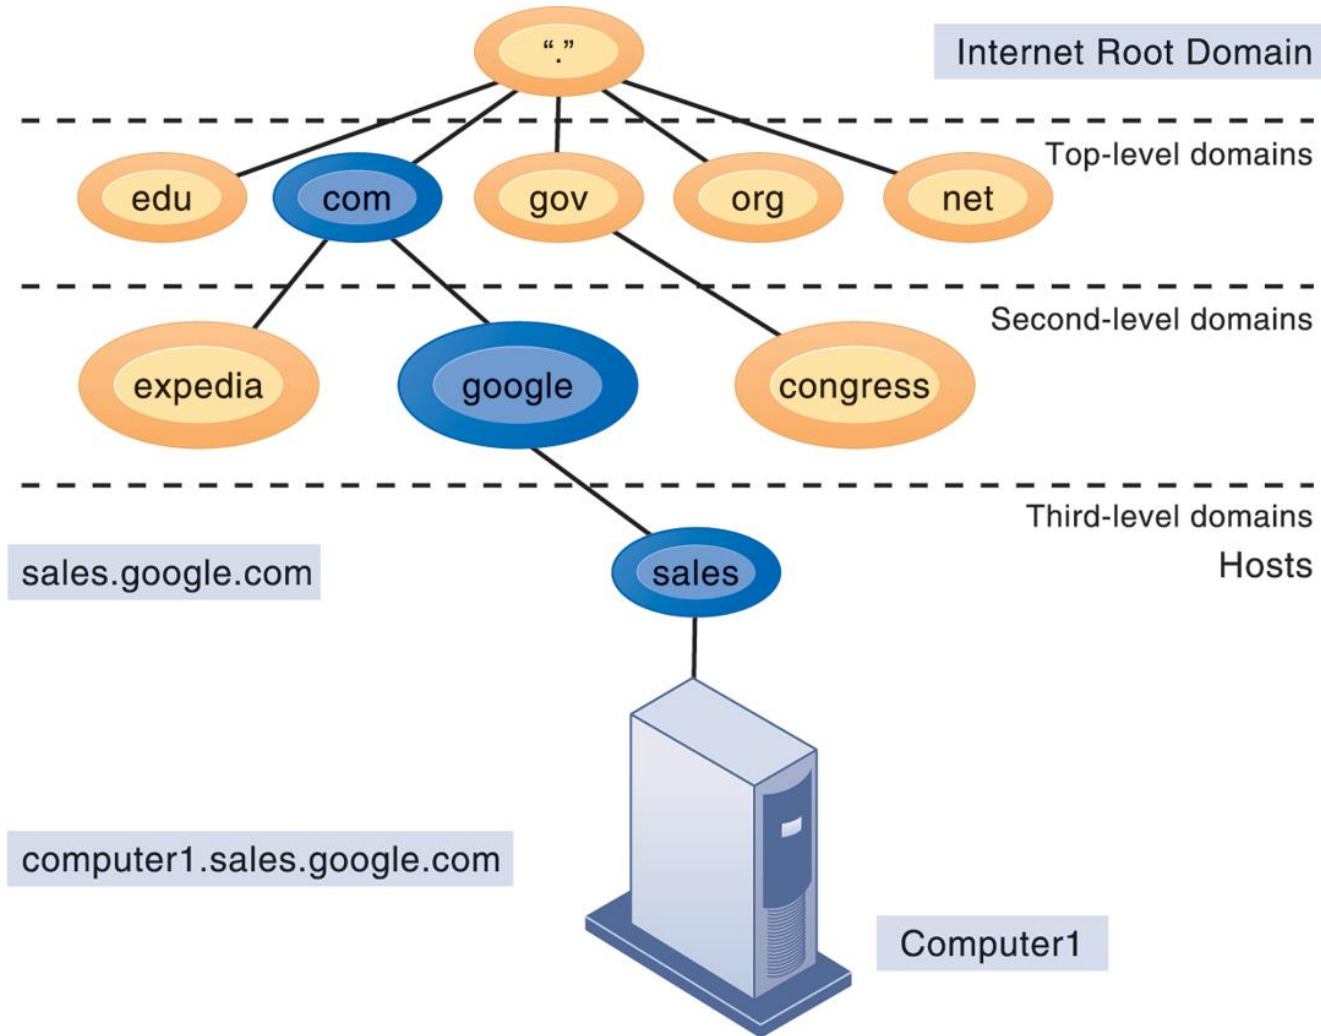 “.”
Internet Root Domain
Top-level domains
edu
com
gov
org
net
Second-level domains
expedia
google
congress
Third-level domains
Hosts
sales.google.com
sales
computer1.sales.google.com
Computer1